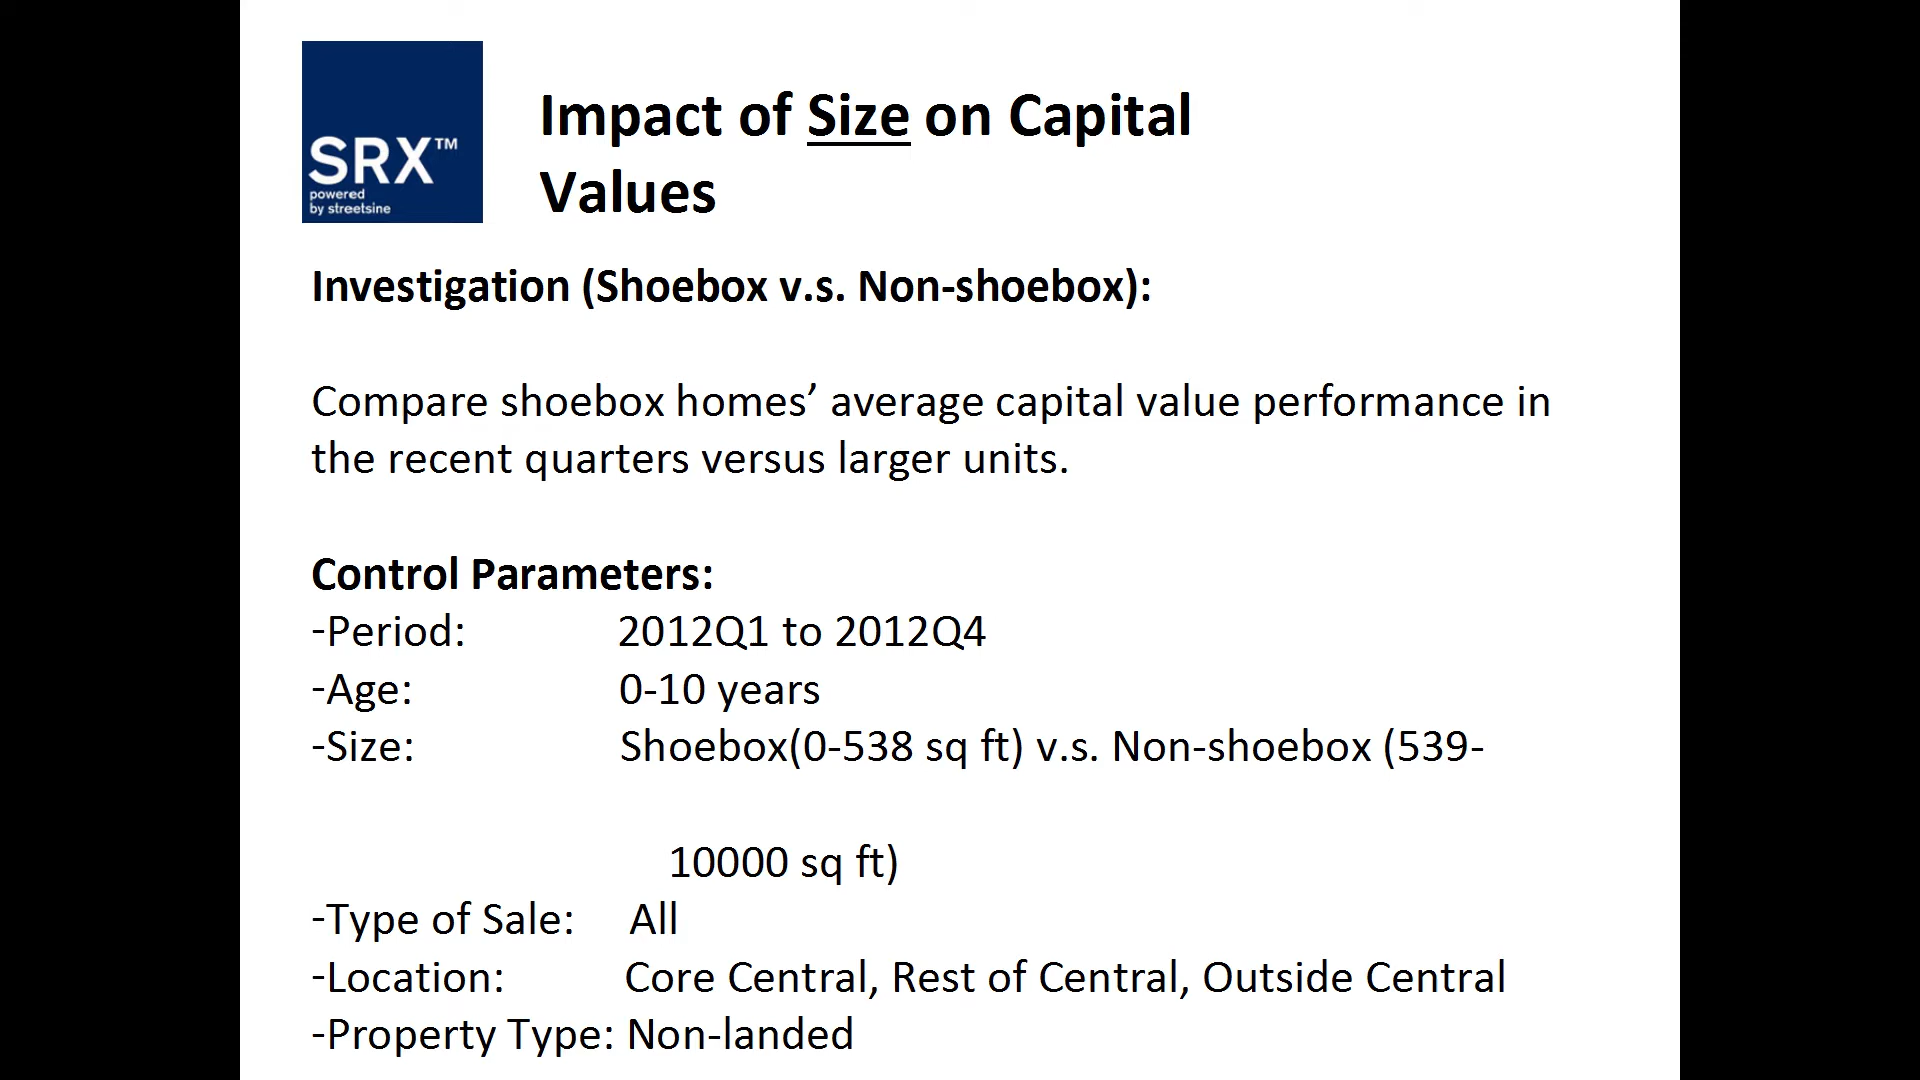 SRX™
powered
by streetsine
Impact of Size on Capital
Values
Investigation (Shoebox v.s. Non-shoebox):
Compare shoebox homes’ average capital value performance in
the recent quarters versus larger units.
Control Parameters:
-Period: 2012Q1 to 2012Q4
-Age: 0-10 years
-Size: Shoebox(0-538 sq ft) v.s. Non-shoebox (539-
10000 sq ft)
-Type of Sale: All
-Location: Core Central, Rest of Central, Outside Central
-Property Type: Non-landed